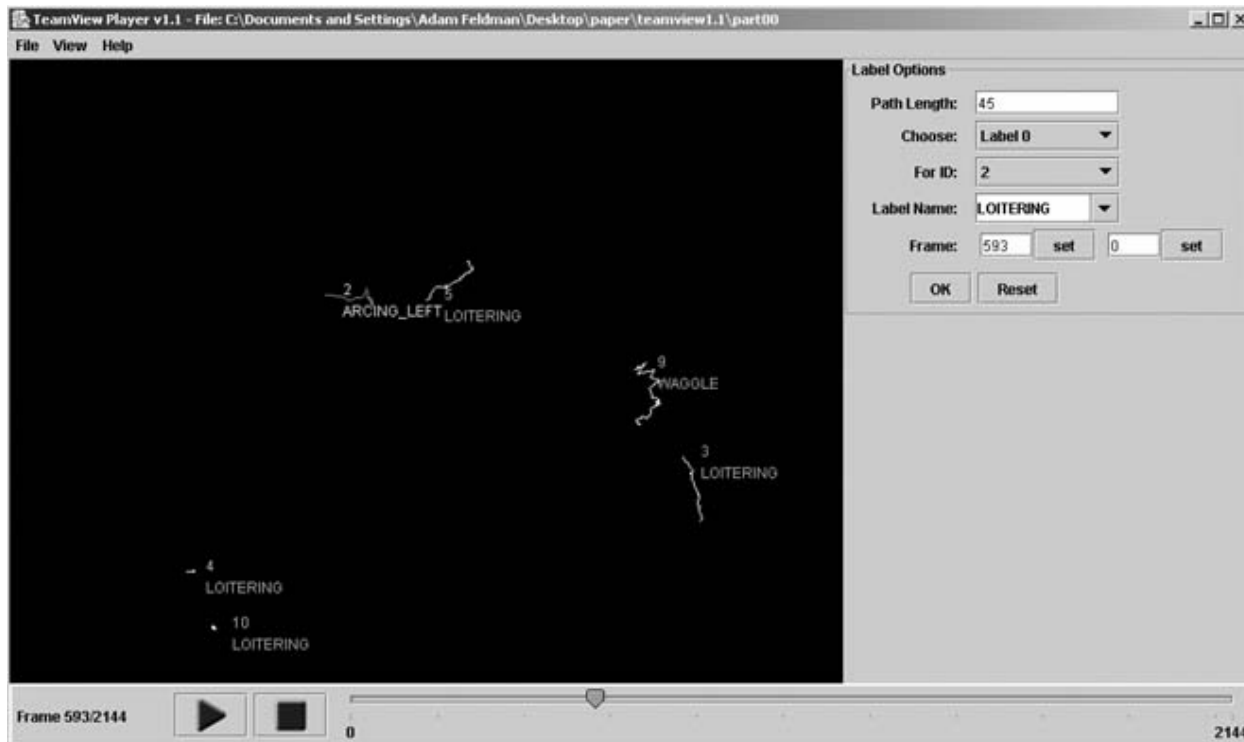 TeamView Player v1.1 - File: C:\Documents and Settings\Adam Feldman\Desktop\paper\teamview1.1\part00
File View Help
Label Options
Path Length: 45
Choose: Label 0
For ID: 2
Label Name: LOITERING
Frame: 593 set 0 set
OK Reset
2 5
ARCING_LEFT LOITERING
9
WAGGLE
3
LOITERING
4
LOITERING
10
LOITERING
Frame 593/2144
0 2144